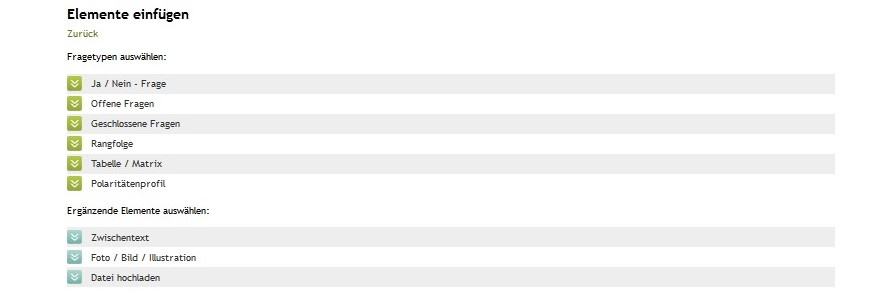 Elemente einfügen
Zurück
Fragetypen auswählen:
Ja / Nein - Frage
Offene Fragen
Geschlossene Fragen
Rangfolge
Tabelle / Matrix
Polaritätenprofil
Ergänzende Elemente auswählen:
Zwischentext
Foto / Bild / Illustration
Datei hochladen